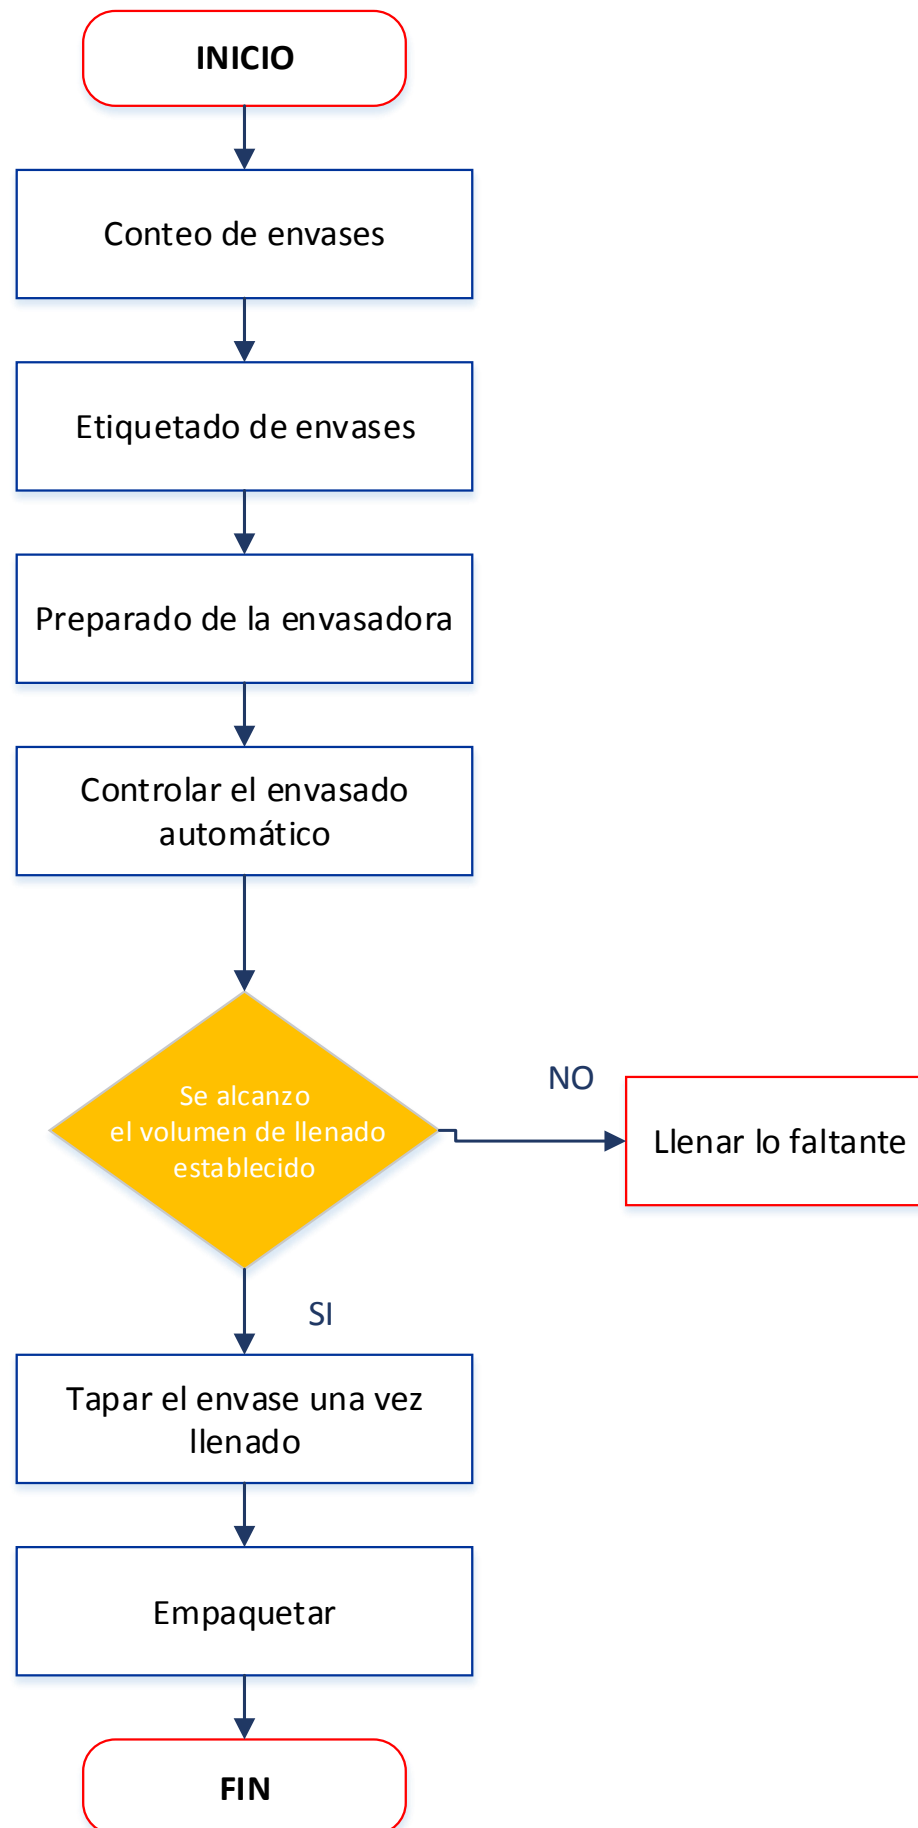 INICIO
Conteo de envases
Etiquetado de envases
Preparado de la envasadora
Controlar el envasado
automático
Se alcanzo
el volumen de llenado
establecido
NO
Llenar lo faltante
SI
Tapar el envase una vez
llenado
Empaquetar
FIN